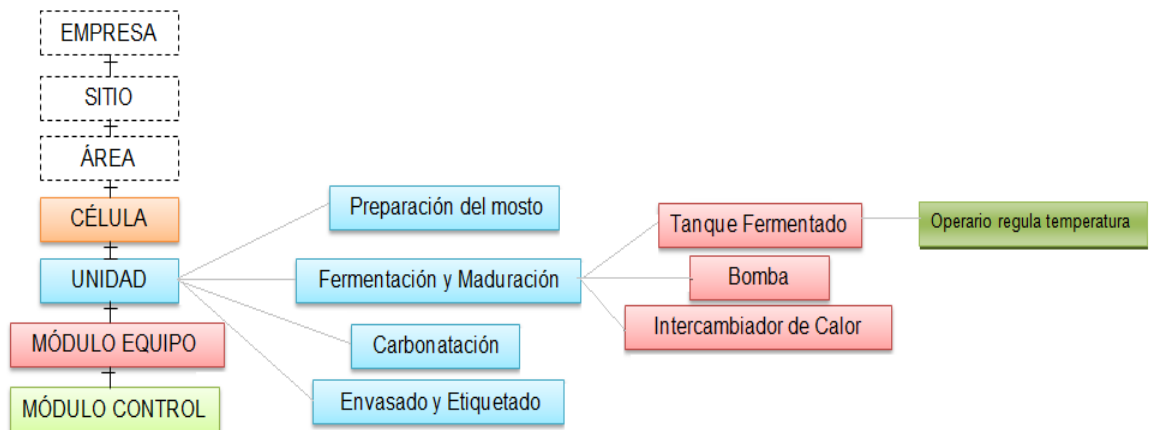 EMPRESA
SITIO
ÁREA
CÉLULA
UNIDAD
MÓDULO EQUIPO
MÓDULO CONTROL
Preparación del mosto
Fermentación y Maduración
Carbonatación
Envasado y Etiquetado
Tanque Fermentado
Bomba
Intercambiador de Calor
Operario regula temperatura